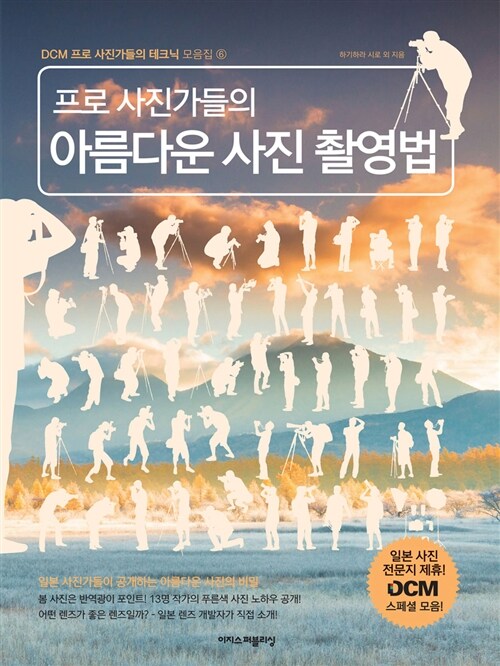 DCM 프로 사진가들의 테크닉 모음집 ⑥
하기하라 시로 외 지음
프로 사진가들의
아름다운 사진 촬영법
일본 사진가들이 공개하는 아름다운 사진의 비밀
봄 사진은 반역광이 포인트! 13명 작가의 푸른색 사진 노하우 공개!
어떤 렌즈가 좋은 렌즈일까? - 일본 렌즈 개발자가 직접 소개!
일본 사진
전문지 제휴!
DCM
스페셜 모음!
이지스퍼블리싱